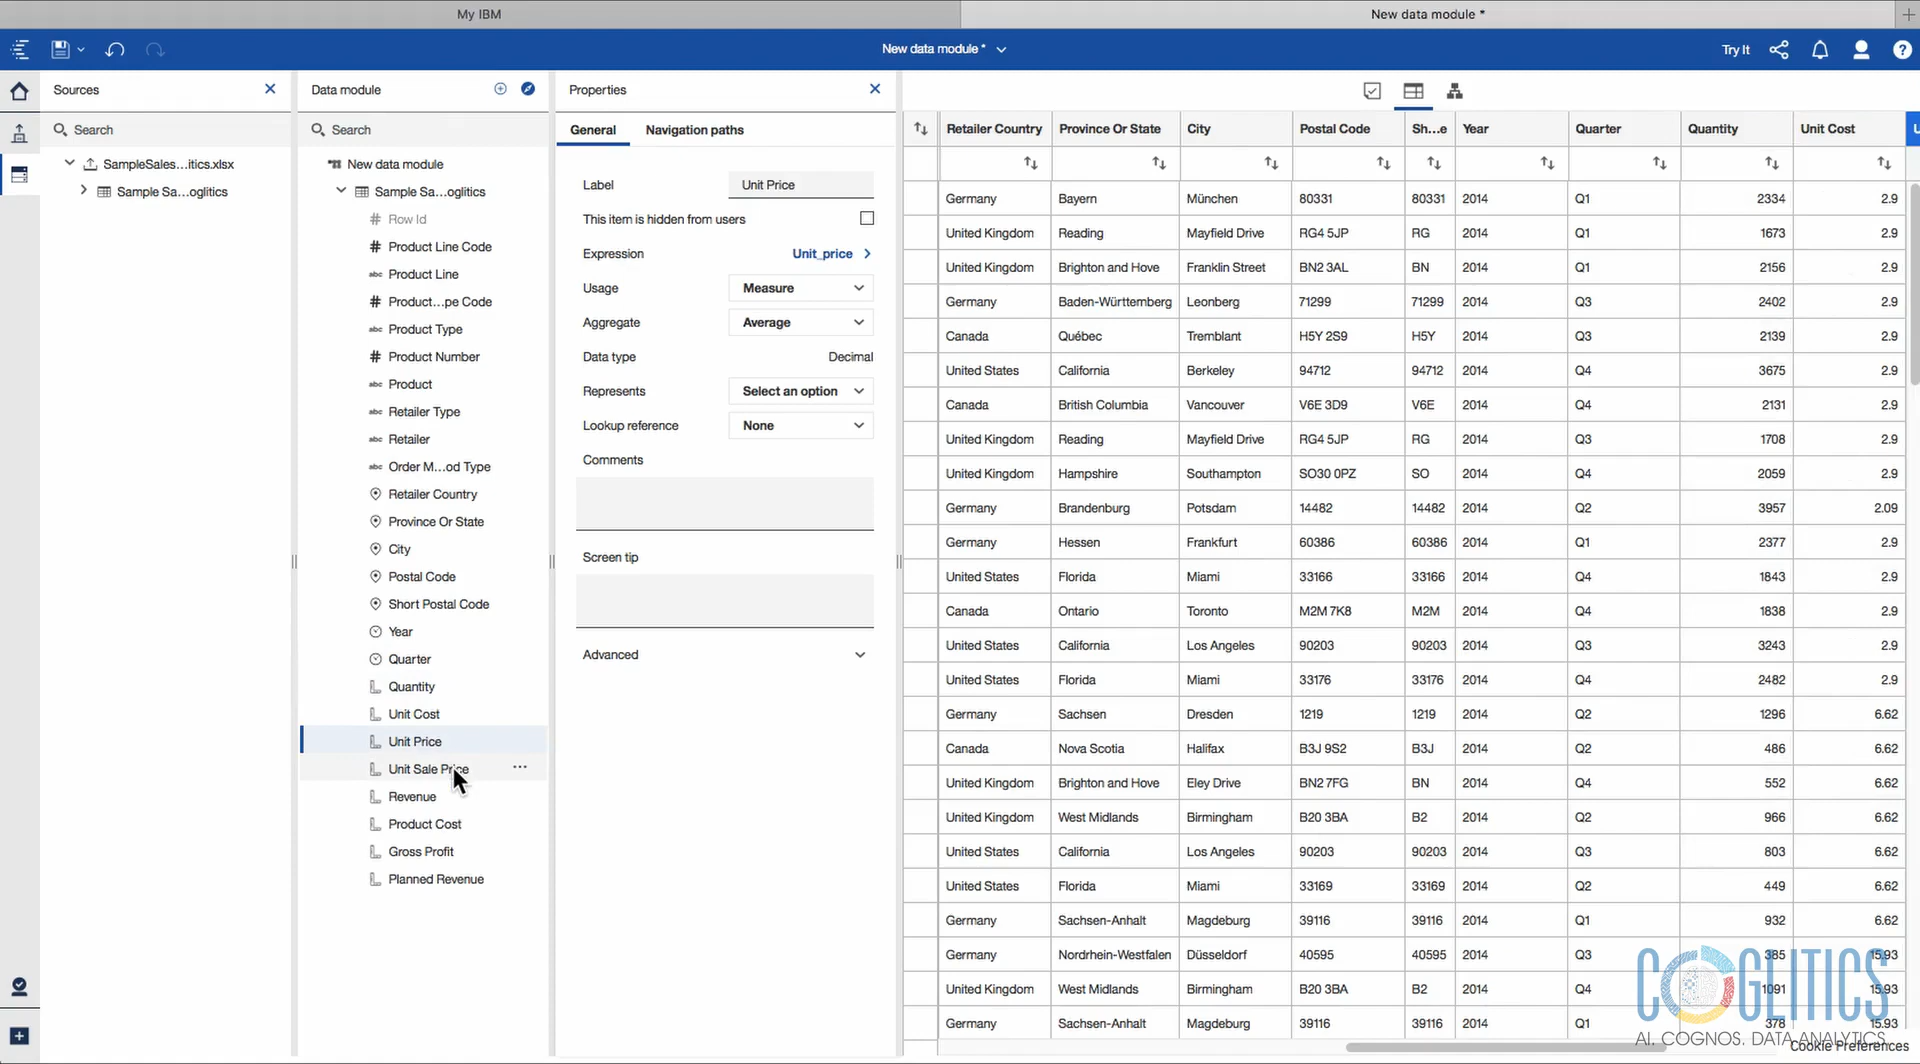 My IBM
New data module *
New data module *
Try It
Sources
Search
SampleSales...itics.xlsx
Sample Sa...oglitics
Data module
Search
New data module
Sample Sa...oglitics
# Row Id
# Product Line Code
abc Product Line
# Product...pe Code
abc Product Type
# Product Number
abc Product
abc Retailer Type
abc Retailer
abc Order M...od Type
Retailer Country
Province Or State
City
Postal Code
Short Postal Code
Year
Quarter
Quantity
Unit Cost
Unit Price
Unit Sale Price ...
Revenue
Product Cost
Gross Profit
Planned Revenue
Properties
General Navigation paths
Label Unit Price
This item is hidden from users
Expression Unit_price >
Usage Measure
Aggregate Average
Data type Decimal
Represents Select an option
Lookup reference None
Comments
Screen tip
Advanced
Retailer Country Province Or State City Postal Code Sh...e Year Quarter Quantity Unit Cost
Germany Bayern München 80331 80331 2014 Q1 2334 2.9
United Kingdom Reading Mayfield Drive RG4 5JP RG 2014 Q1 1673 2.9
United Kingdom Brighton and Hove Franklin Street BN2 3AL BN 2014 Q1 2156 2.9
Germany Baden-Württemberg Leonberg 71299 71299 2014 Q3 2402 2.9
Canada Québec Tremblant H5Y 2S9 H5Y 2014 Q3 2139 2.9
United States California Berkeley 94712 94712 2014 Q4 3675 2.9
Canada British Columbia Vancouver V6E 3D9 V6E 2014 Q4 2131 2.9
United Kingdom Reading Mayfield Drive RG4 5JP RG 2014 Q3 1708 2.9
United Kingdom Hampshire Southampton SO30 0PZ SO 2014 Q4 2059 2.9
Germany Brandenburg Potsdam 14482 14482 2014 Q2 3957 2.09
Germany Hessen Frankfurt 60386 60386 2014 Q1 2377 2.9
United States Florida Miami 33166 33166 2014 Q4 1843 2.9
Canada Ontario Toronto M2M 7K8 M2M 2014 Q4 1838 2.9
United States California Los Angeles 90203 90203 2014 Q3 3243 2.9
United States Florida Miami 33176 33176 2014 Q4 2482 2.9
Germany Sachsen Dresden 1219 1219 2014 Q2 1296 6.62
Canada Nova Scotia Halifax B3J 9S2 B3J 2014 Q2 486 6.62
United Kingdom Brighton and Hove Eley Drive BN2 7FG BN 2014 Q4 552 6.62
United Kingdom West Midlands Birmingham B20 3BA B2 2014 Q2 966 6.62
United States California Los Angeles 90203 90203 2014 Q3 803 6.62
United States Florida Miami 33169 33169 2014 Q2 449 6.62
Germany Sachsen-Anhalt Magdeburg 39116 39116 2014 Q1 932 6.62
Germany Nordrhein-Westfalen Düsseldorf 40595 40595 2014 Q3 385 15.93
United Kingdom West Midlands Birmingham B20 3BA B2 2014 Q4 1091 15.93
Germany Sachsen-Anhalt Magdeburg 39116 39116 2014 Q1 378 15.93
COGLITICS
AI. COGNOS. DATA ANALYTICS.
Cookie Preferences